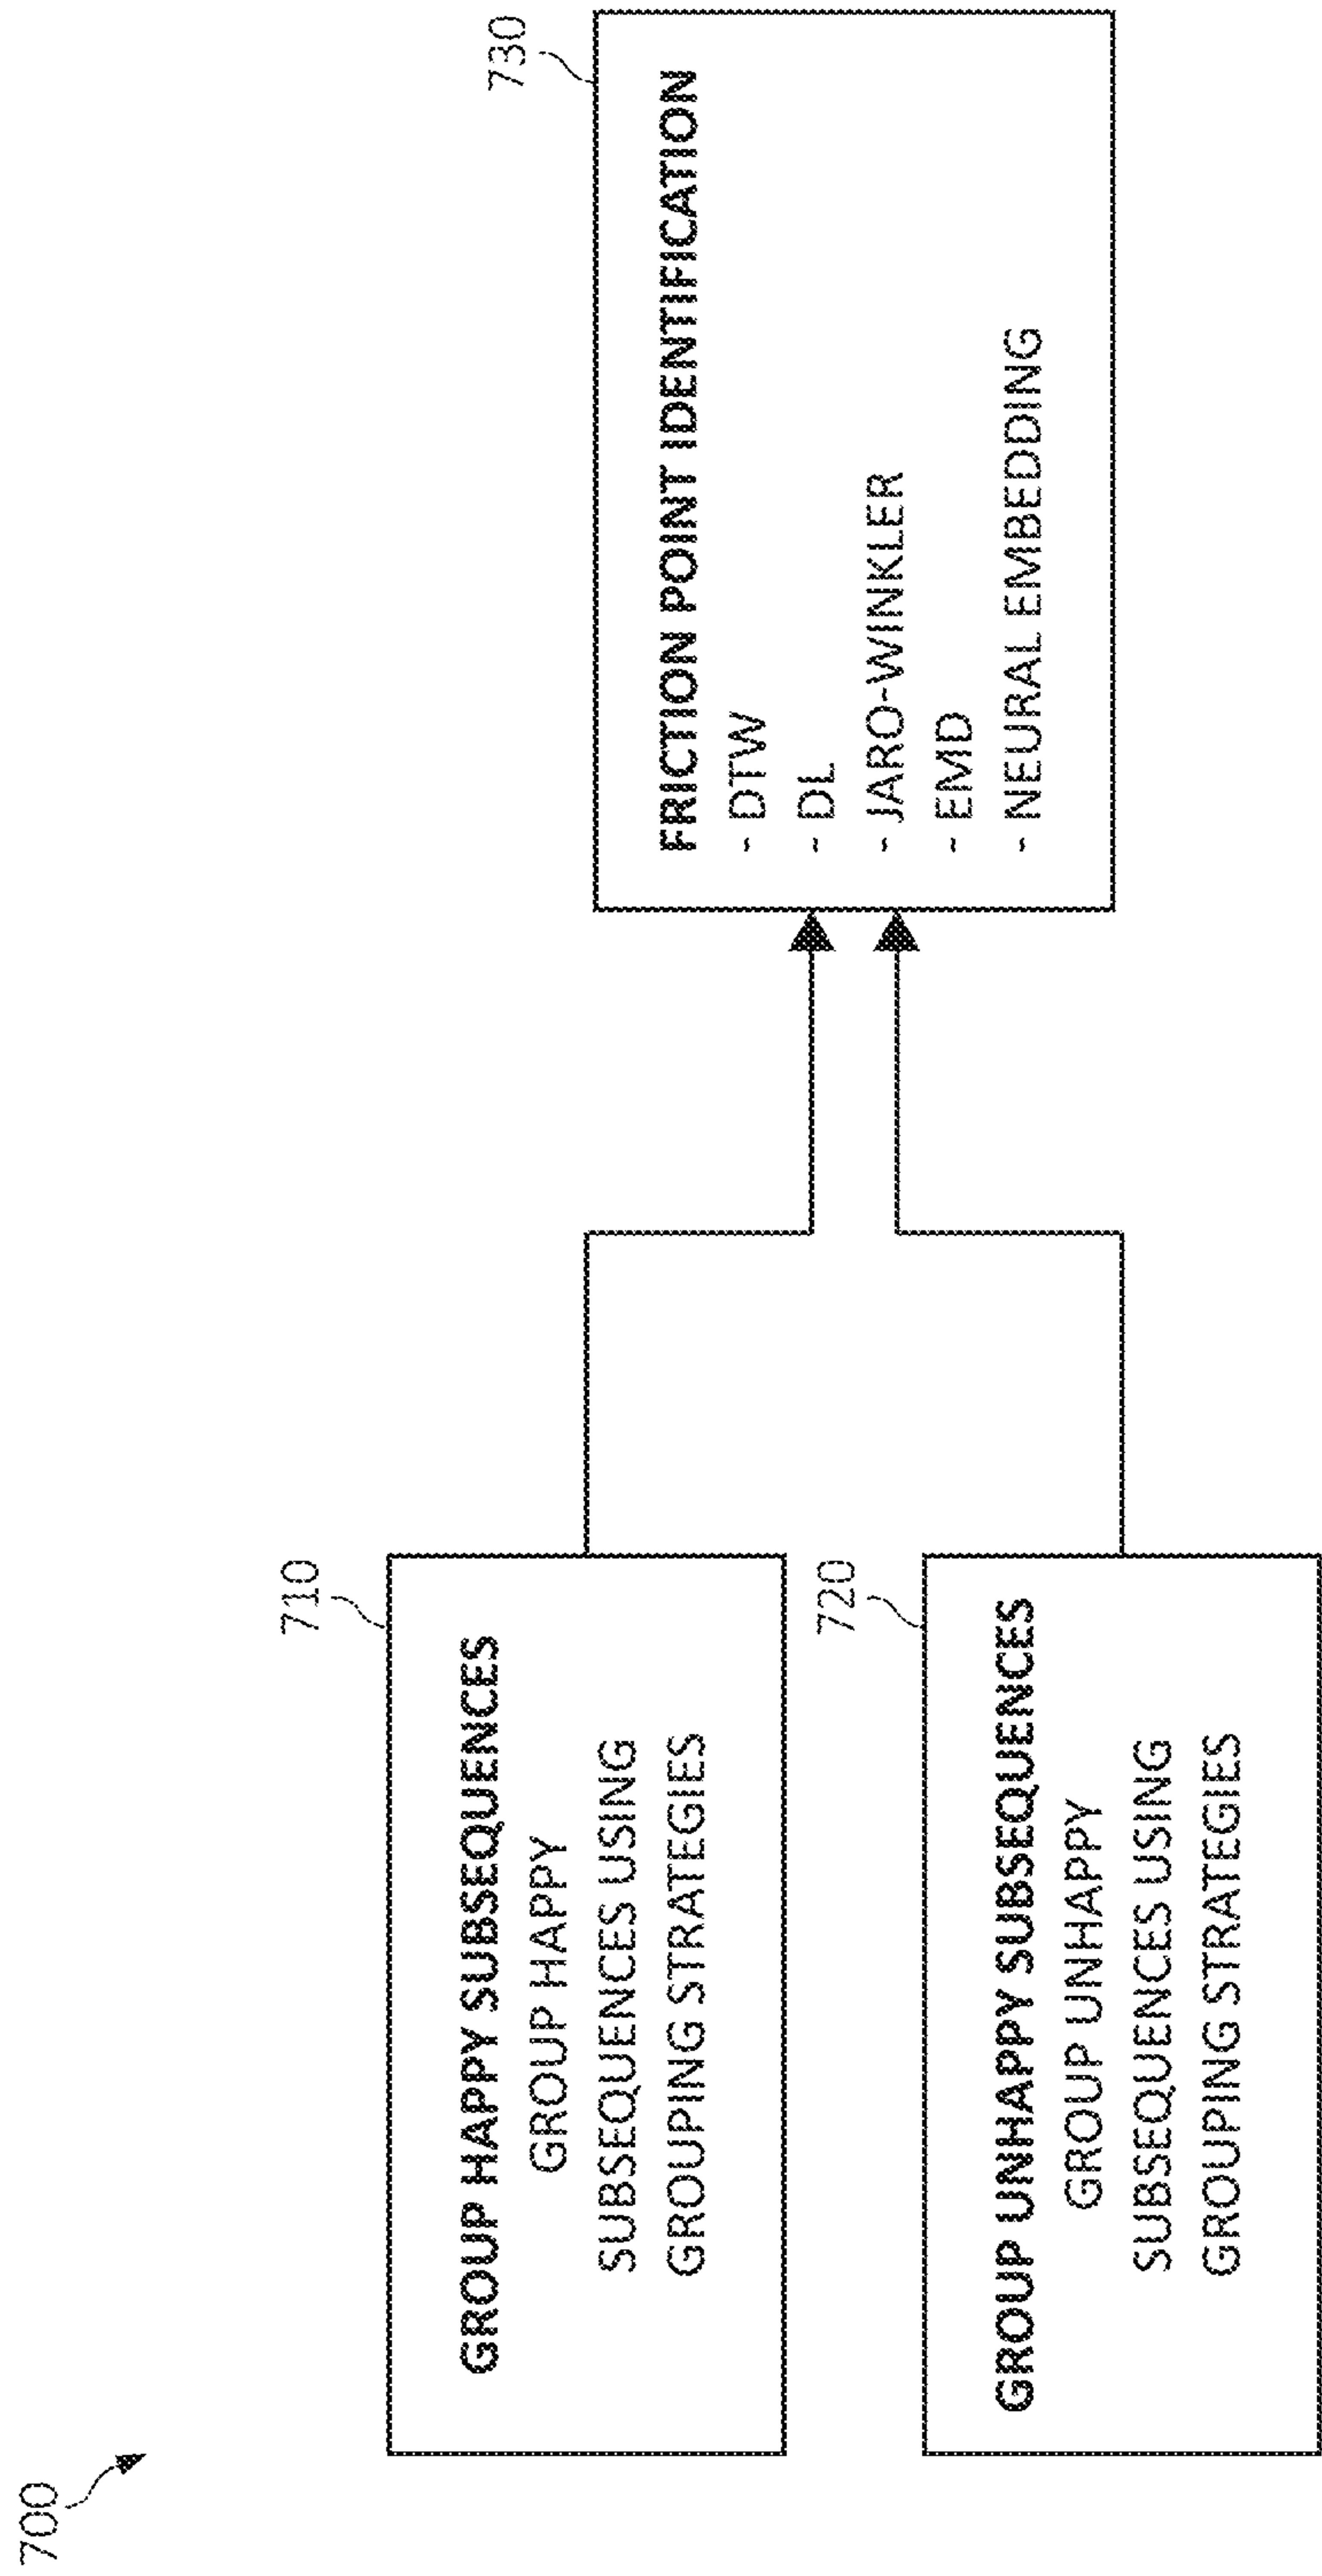 700
710
GROUP HAPPY SUBSEQUENCES
GROUP HAPPY
SUBSEQUENCES USING
GROUPING STRATEGIES
720
GROUP UNHAPPY SUBSEQUENCES
GROUP UNHAPPY
SUBSEQUENCES USING
GROUPING STRATEGIES
730
FRICTION POINT IDENTIFICATION
- DTW
- DL
- JARO-WINKLER
- EMD
- NEURAL EMBEDDING